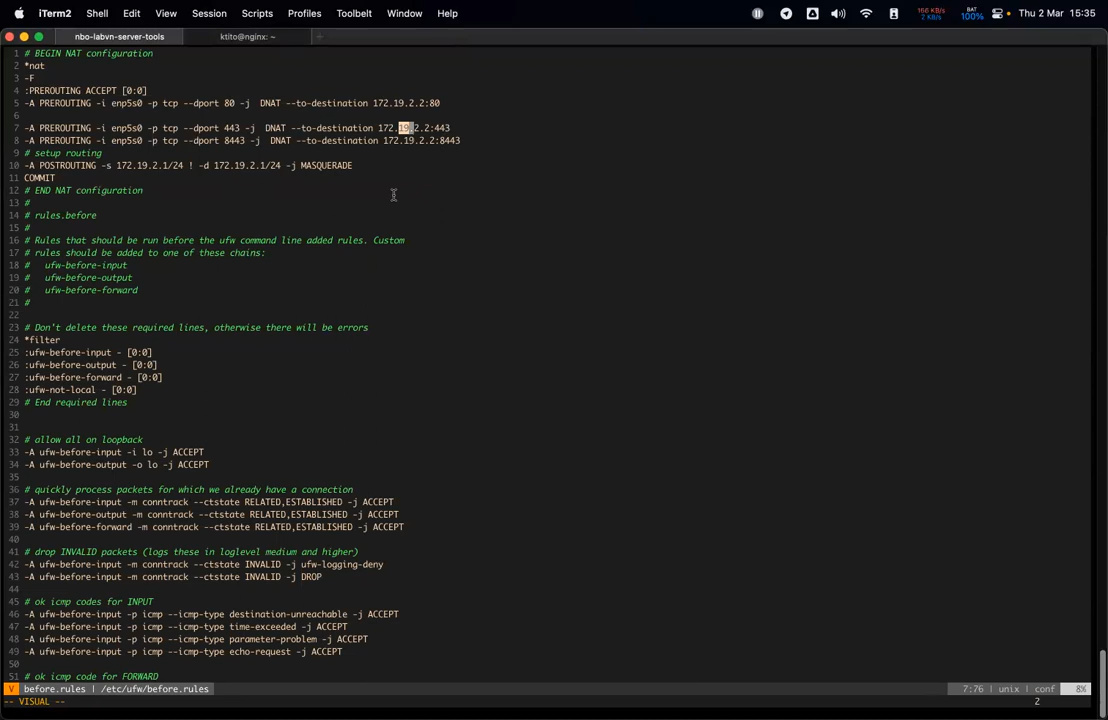 iTerm2 Shell Edit View Session Scripts Profiles Toolbelt Window Help 166 KB/s 2 KB/s BAT 100% Thu 2 Mar 15:35
nbo-labvn-server-tools ktito@nginx: ~ +
1 # BEGIN NAT configuration
2 *nat
3 -F
4 :PREROUTING ACCEPT [0:0]
5 -A PREROUTING -i enp5s0 -p tcp --dport 80 -j  DNAT --to-destination 172.19.2.2:80
6
7 -A PREROUTING -i enp5s0 -p tcp --dport 443 -j  DNAT --to-destination 172.19.2.2:443
8 -A PREROUTING -i enp5s0 -p tcp --dport 8443 -j  DNAT --to-destination 172.19.2.2:8443
9 # setup routing
10 -A POSTROUTING -s 172.19.2.1/24 ! -d 172.19.2.1/24 -j MASQUERADE
11 COMMIT
12 # END NAT configuration
13 #
14 # rules.before
15 #
16 # Rules that should be run before the ufw command line added rules. Custom
17 # rules should be added to one of these chains:
18 #   ufw-before-input
19 #   ufw-before-output
20 #   ufw-before-forward
21 #
22
23 # Don't delete these required lines, otherwise there will be errors
24 *filter
25 :ufw-before-input - [0:0]
26 :ufw-before-output - [0:0]
27 :ufw-before-forward - [0:0]
28 :ufw-not-local - [0:0]
29 # End required lines
30
31
32 # allow all on loopback
33 -A ufw-before-input -i lo -j ACCEPT
34 -A ufw-before-output -o lo -j ACCEPT
35
36 # quickly process packets for which we already have a connection
37 -A ufw-before-input -m conntrack --ctstate RELATED,ESTABLISHED -j ACCEPT
38 -A ufw-before-output -m conntrack --ctstate RELATED,ESTABLISHED -j ACCEPT
39 -A ufw-before-forward -m conntrack --ctstate RELATED,ESTABLISHED -j ACCEPT
40
41 # drop INVALID packets (logs these in loglevel medium and higher)
42 -A ufw-before-input -m conntrack --ctstate INVALID -j ufw-logging-deny
43 -A ufw-before-input -m conntrack --ctstate INVALID -j DROP
44
45 # ok icmp codes for INPUT
46 -A ufw-before-input -p icmp --icmp-type destination-unreachable -j ACCEPT
47 -A ufw-before-input -p icmp --icmp-type time-exceeded -j ACCEPT
48 -A ufw-before-input -p icmp --icmp-type parameter-problem -j ACCEPT
49 -A ufw-before-input -p icmp --icmp-type echo-request -j ACCEPT
50
51 # ok icmp code for FORWARD
V before.rules | /etc/ufw/before.rules 7:76 | unix | conf 8%
-- VISUAL -- 2